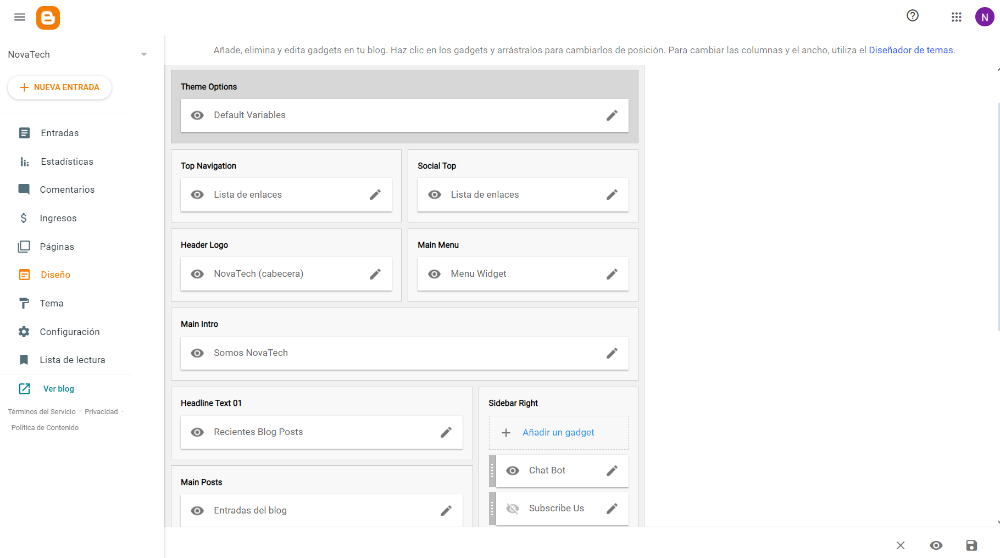 N
NovaTech
Añade, elimina y edita gadgets en tu blog. Haz clic en los gadgets y arrástralos para cambiarlos de posición. Para cambiar las columnas y el ancho, utiliza el Diseñador de temas.
NUEVA ENTRADA
Entradas
Estadísticas
Comentarios
Ingresos
Páginas
Diseño
Tema
Configuración
Lista de lectura
Ver blog
Términos del Servicio · Privacidad ·
Política de Contenido
Theme Options
Default Variables
Top Navigation
Lista de enlaces
Social Top
Lista de enlaces
Header Logo
NovaTech (cabecera)
Main Menu
Menu Widget
Main Intro
Somos NovaTech
Headline Text 01
Recientes Blog Posts
Main Posts
Entradas del blog
Sidebar Right
Añadir un gadget
Chat Bot
Subscribe Us